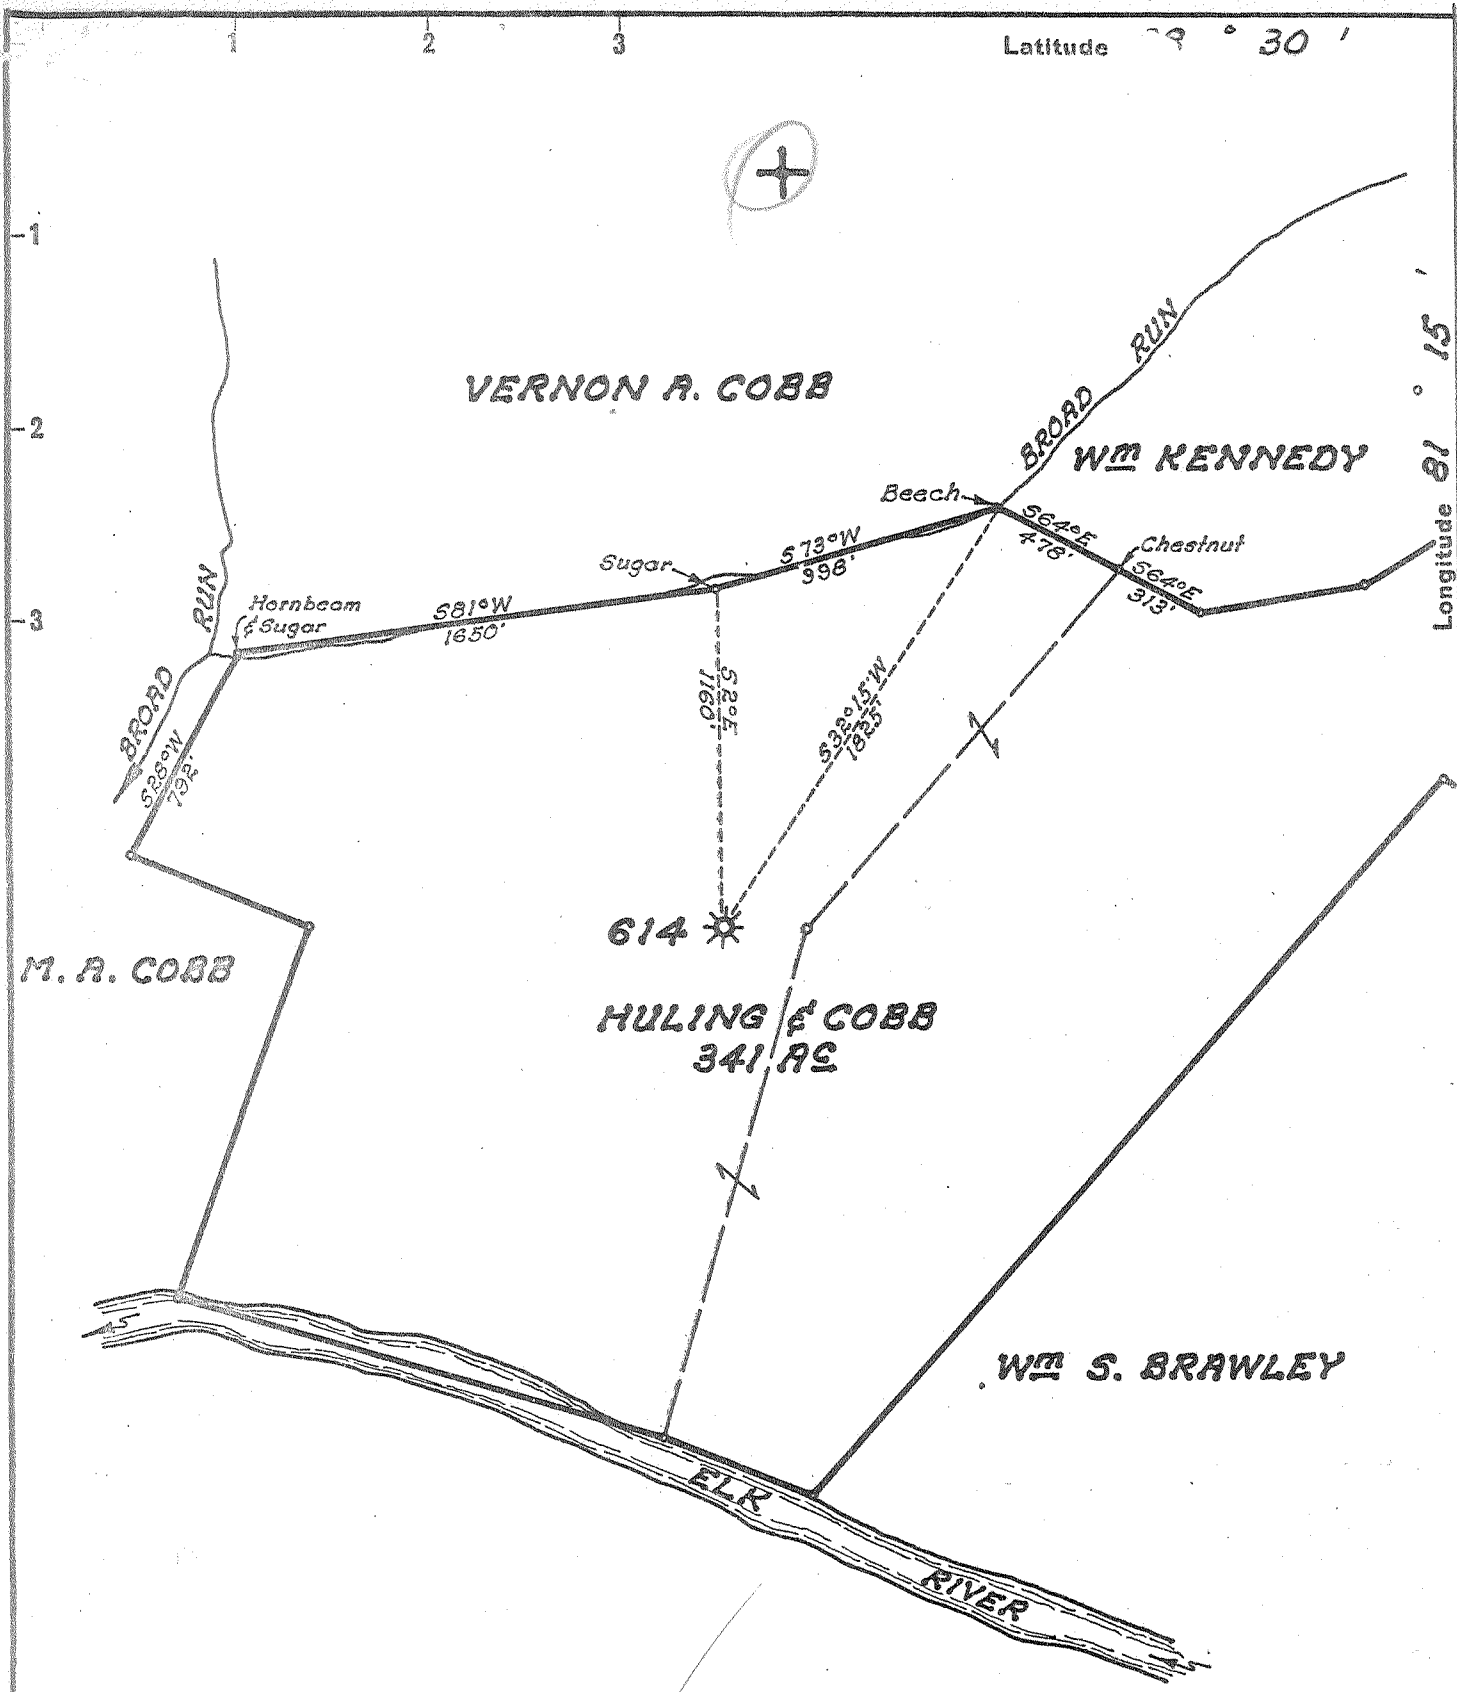 1 2 3
Latitude ° 30 '
1
2
3
Longitude 81 ° 15 '
VERNON A. COBB
BROAD RUN
Wm KENNEDY
Beech
S64°E
478'
Chestnut
S64°E
313'
S73°W
998'
Sugar
S81°W
1650'
Hornbeam
& Sugar
BROAD RUN
S28°W
792'
S2°E
1160'
S32°15'W
1825'
614
M. A. COBB
HULING & COBB
341 Ac
Wm S. BRAWLEY
ELK RIVER